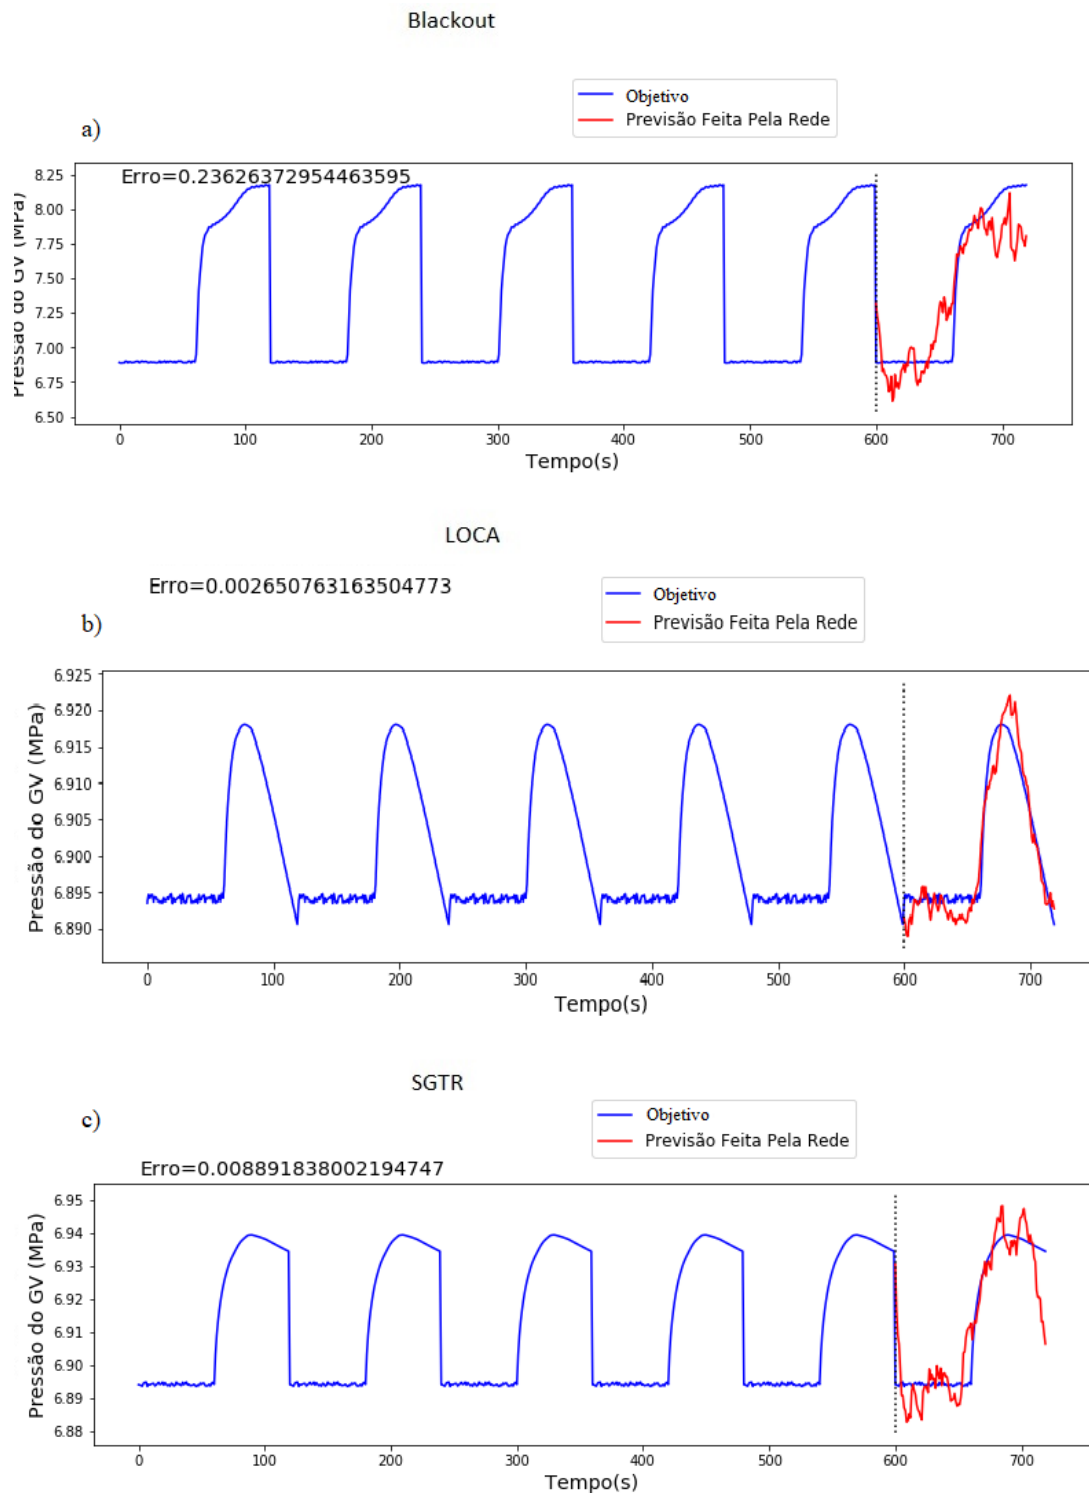 Blackout
Objetivo
Previsão Feita Pela Rede
a)
Erro=0.23626372954463595
Pressão do GV (MPa)
8.25
8.00
7.75
7.50
7.25
7.00
6.75
6.50
0 100 200 300 400 500 600 700
Tempo(s)
LOCA
Erro=0.002650763163504773
Objetivo
Previsão Feita Pela Rede
b)
Pressão do GV (MPa)
6.925
6.920
6.915
6.910
6.905
6.900
6.895
6.890
0 100 200 300 400 500 600 700
Tempo(s)
SGTR
Objetivo
Previsão Feita Pela Rede
c)
Erro=0.008891838002194747
Pressão do GV (MPa)
6.95
6.94
6.93
6.92
6.91
6.90
6.89
6.88
0 100 200 300 400 500 600 700
Tempo(s)